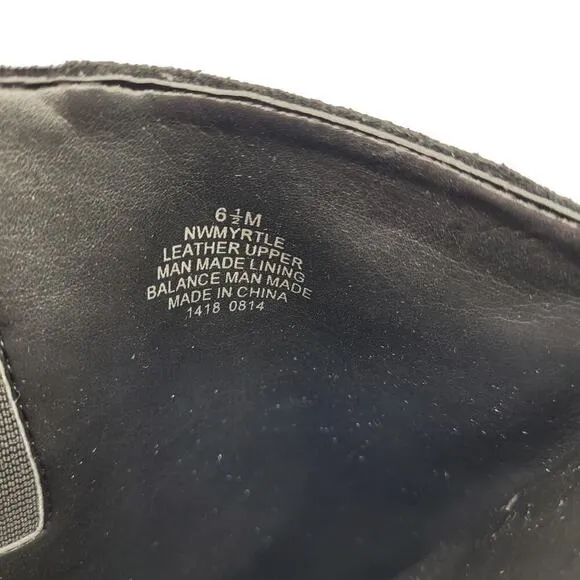 6½M
NWMYRTLE
LEATHER UPPER
MAN MADE LINING
BALANCE MAN MADE
MADE IN CHINA
1418 0814